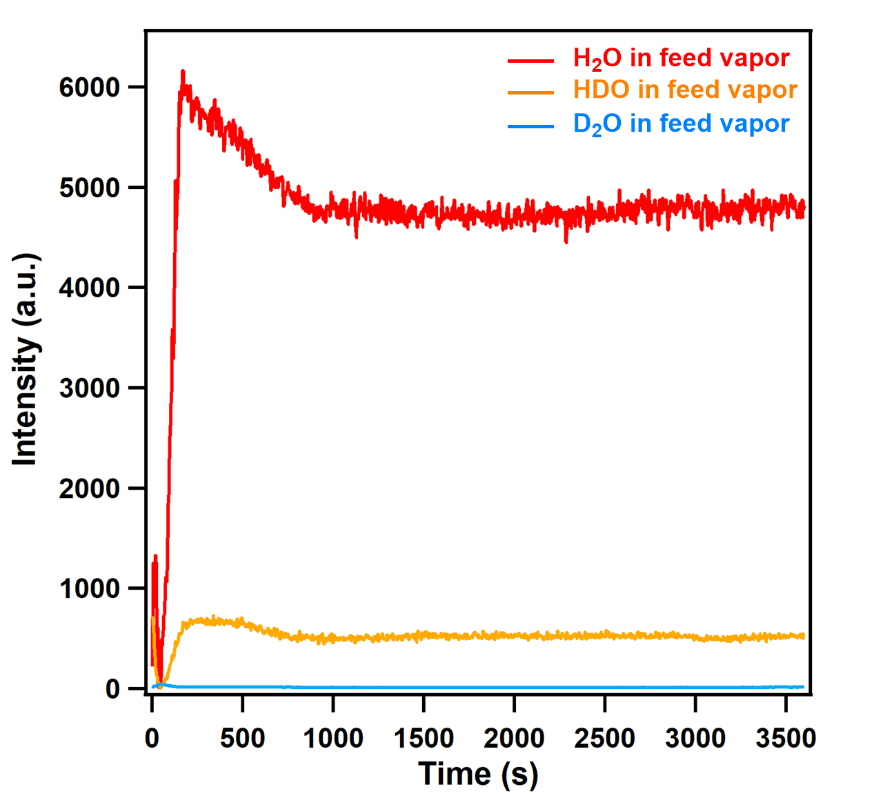 H₂O in feed vapor
HDO in feed vapor
D₂O in feed vapor
6000
5000
4000
3000
2000
1000
0
Intensity (a.u.)
0 500 1000 1500 2000 2500 3000 3500
Time (s)